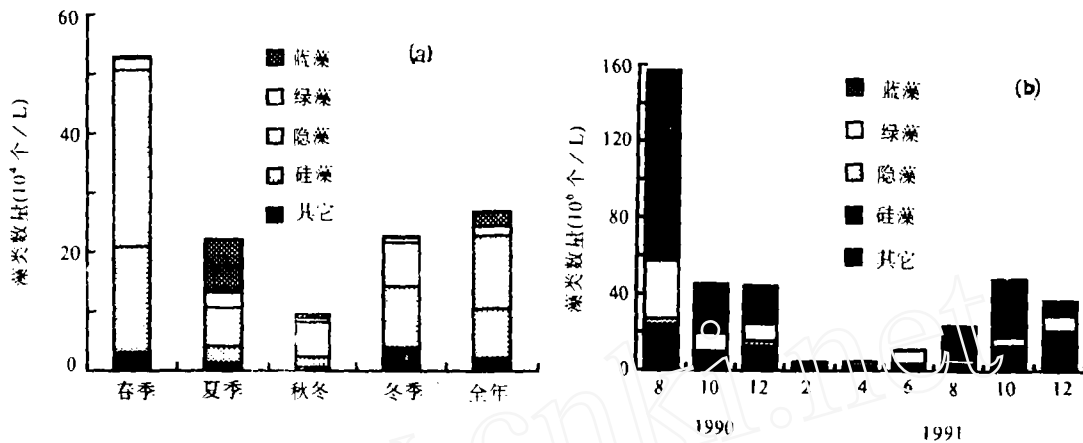 60
40
20
0
藻类数量(10⁴个/L)
(a)
蓝藻
绿藻
隐藻
硅藻
其它
春季
夏季
秋冬
冬季
全年
160
120
80
40
0
藻类数量(10⁶个/L)
(b)
蓝藻
绿藻
隐藻
硅藻
其它
8
10
12
2
4
6
8
10
12
1990
1991
cnki.net